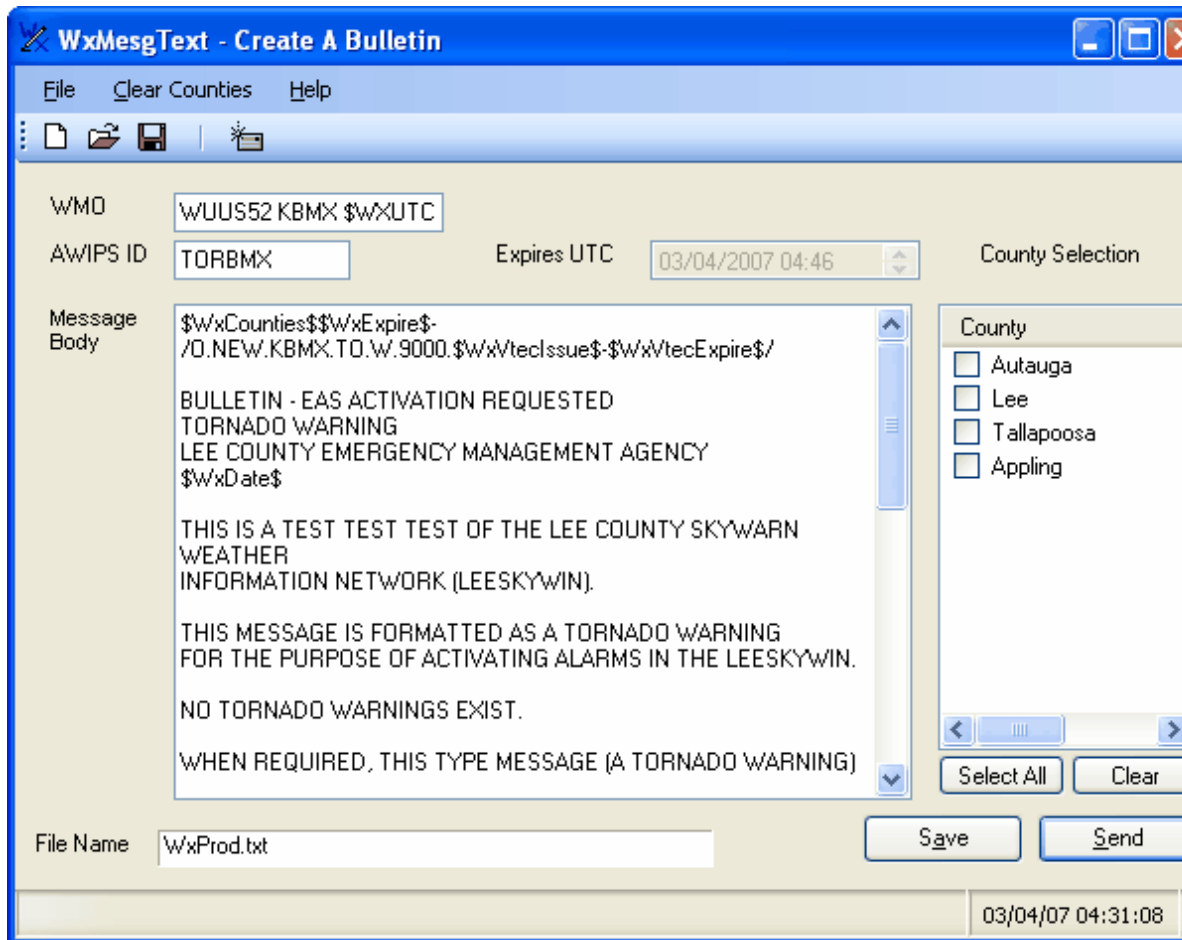 WxMesgText - Create A Bulletin
File Clear Counties Help
WMO WUUS52 KBMX $WXUTC
AWIPS ID TORBMX Expires UTC 03/04/2007 04:46 County Selection
Message
Body
$WxCounties$$WxExpire$-
/O.NEW.KBMX.TO.W.9000.$WxVtecIssue$-$WxVtecExpire$/
BULLETIN - EAS ACTIVATION REQUESTED
TORNADO WARNING
LEE COUNTY EMERGENCY MANAGEMENT AGENCY
$WxDate$
THIS IS A TEST TEST TEST OF THE LEE COUNTY SKYWARN
WEATHER
INFORMATION NETWORK (LEESKYWIN).
THIS MESSAGE IS FORMATTED AS A TORNADO WARNING
FOR THE PURPOSE OF ACTIVATING ALARMS IN THE LEESKYWIN.
NO TORNADO WARNINGS EXIST.
WHEN REQUIRED, THIS TYPE MESSAGE (A TORNADO WARNING)
County
Autauga
Lee
Tallapoosa
Appling
Select All Clear
File Name WxProd.txt
Save Send
03/04/07 04:31:08